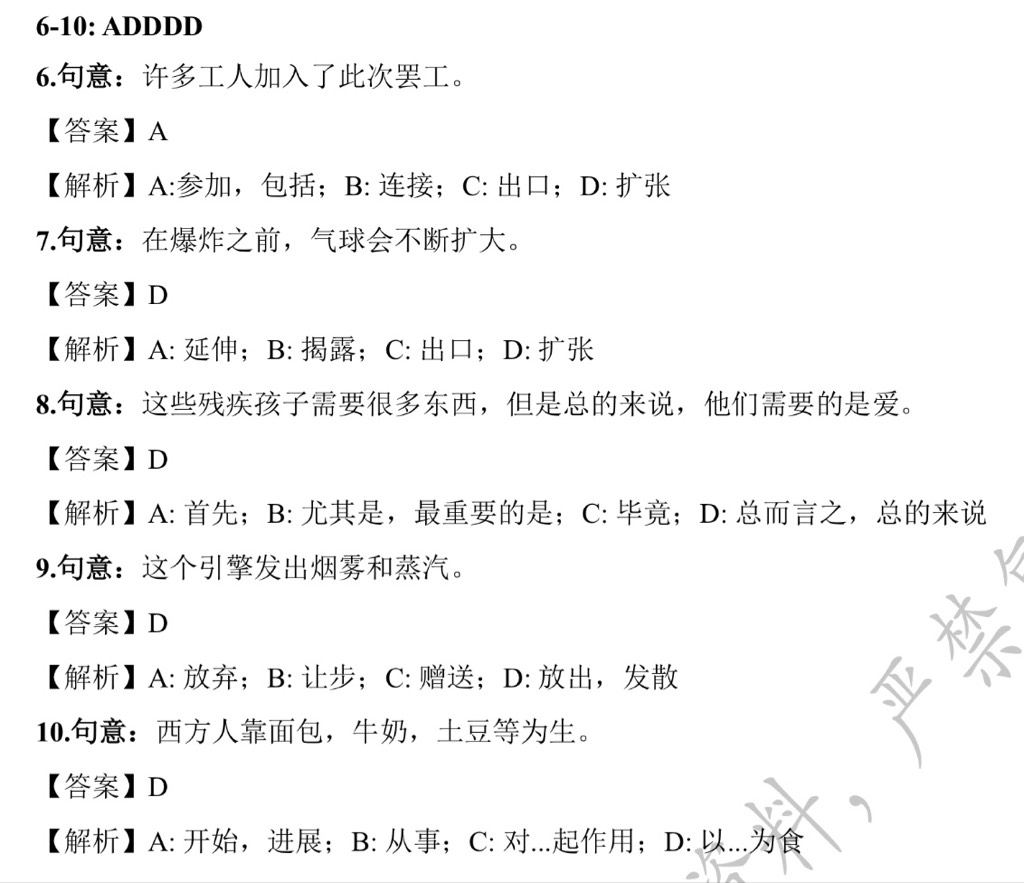 6-10: ADDDD
6.句意：许多工人加入了此次罢工。
【答案】A
【解析】A:参加，包括；B: 连接；C: 出口；D: 扩张
7.句意：在爆炸之前，气球会不断扩大。
【答案】D
【解析】A: 延伸；B: 揭露；C: 出口；D: 扩张
8.句意：这些残疾孩子需要很多东西，但是总的来说，他们需要的是爱。
【答案】D
【解析】A: 首先；B: 尤其是，最重要的是；C: 毕竟；D: 总而言之，总的来说
9.句意：这个引擎发出烟雾和蒸汽。
【答案】D
【解析】A: 放弃；B: 让步；C: 赠送；D: 放出，发散
10.句意：西方人靠面包，牛奶，土豆等为生。
【答案】D
【解析】A: 开始，进展；B: 从事；C: 对...起作用；D: 以...为食
资料，严禁